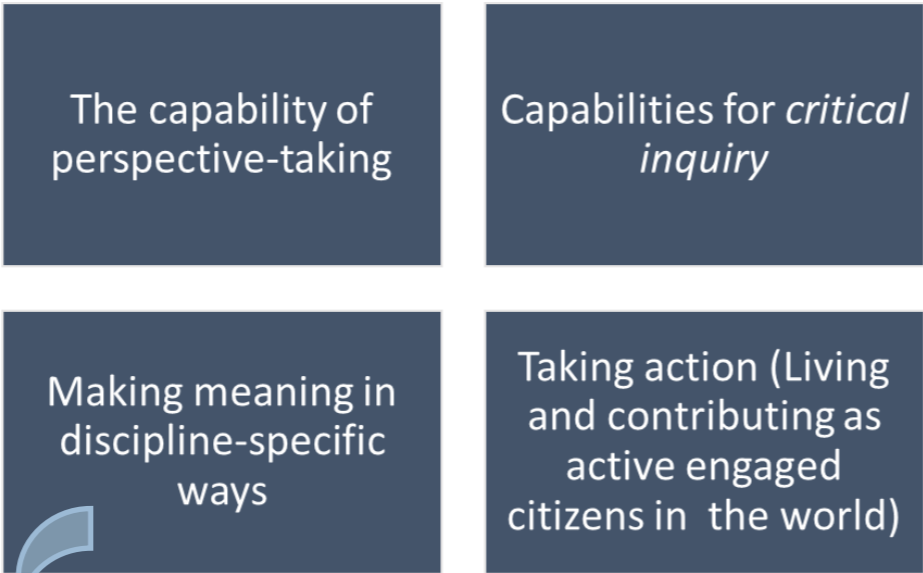 The capability of
perspective-taking
Capabilities for critical
inquiry
Making meaning in
discipline-specific
ways
Taking action (Living
and contributing as
active engaged
citizens in  the world)